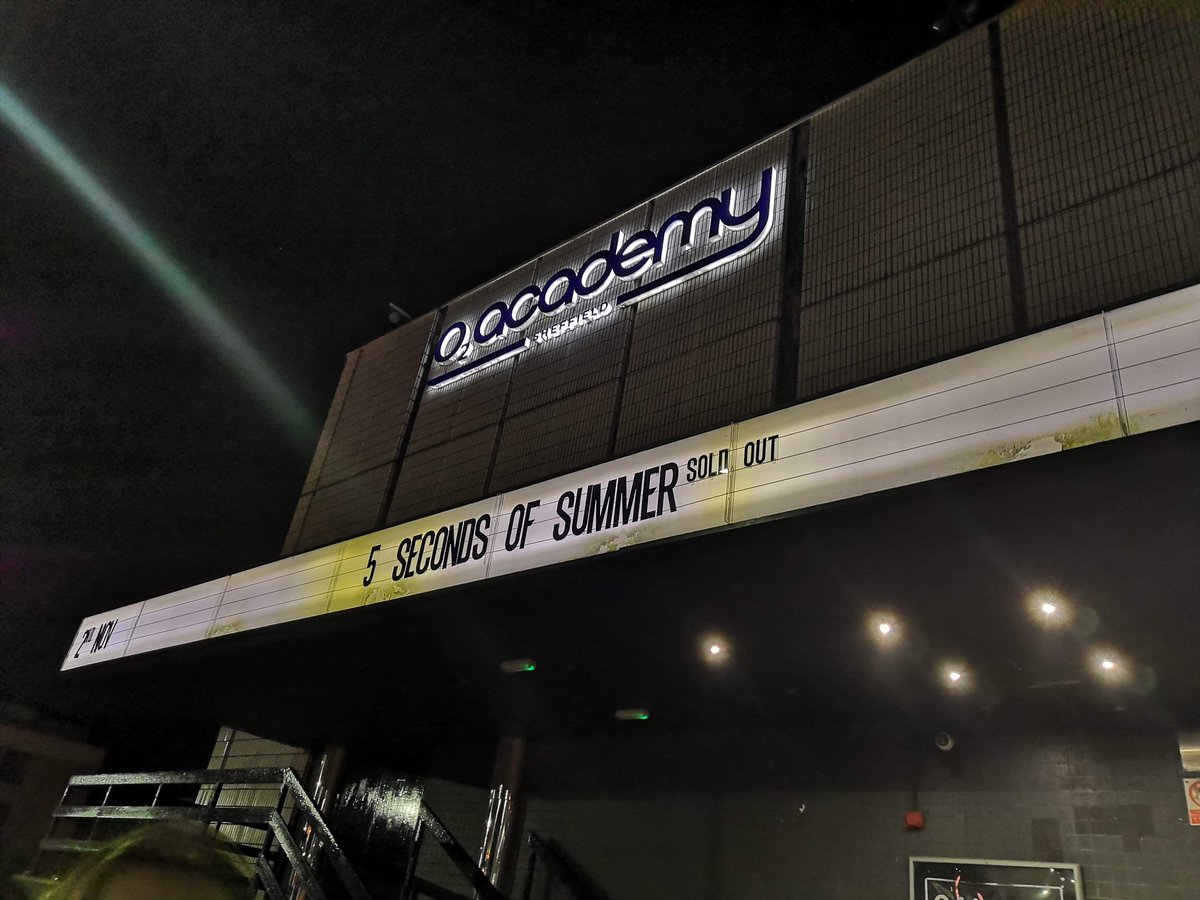 O2 academy
SHEFFIELD
2ND NOV 5 SECONDS OF SUMMER SOLD OUT